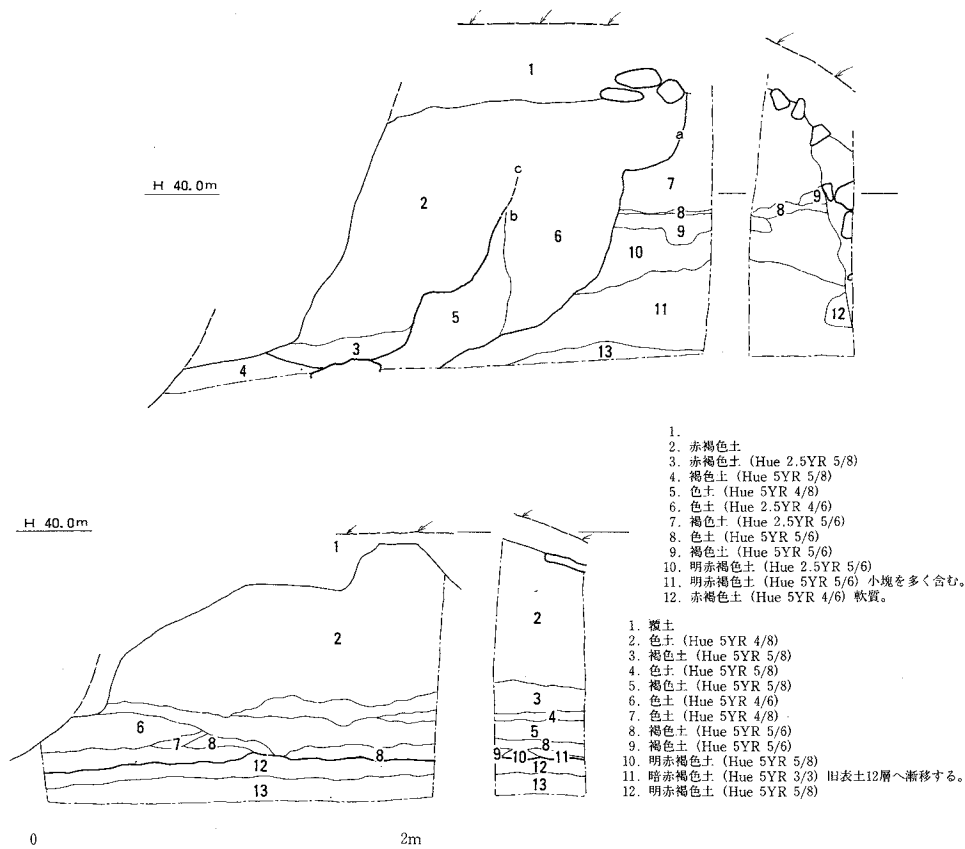 1
a
H 40.0m
c
7
2
8
9
b
8
9
6
10
5
11
12
3
13
4
1.
2. 赤褐色土
3. 赤褐色土 (Hue 2.5YR 5/8)
4. 褐色土 (Hue 5YR 5/8)
5. 色土 (Hue 5YR 4/8)
6. 色土 (Hue 2.5YR 4/6)
7. 褐色土 (Hue 2.5YR 5/6)
8. 色土 (Hue 5YR 5/6)
9. 褐色土 (Hue 5YR 5/6)
10. 明赤褐色土 (Hue 2.5YR 5/6)
11. 明赤褐色土 (Hue 5YR 5/6) 小塊を多く含む。
12. 赤褐色土 (Hue 5YR 4/6) 軟質。
H 40.0m
1
2
2
3
4
6
5
7 8
8
8
9 10 11
12
12
13
13
1. 覆土
2. 色土 (Hue 5YR 4/8)
3. 褐色土 (Hue 5YR 5/8)
4. 色土 (Hue 5YR 5/8)
5. 褐色土 (Hue 5YR 5/8)
6. 色土 (Hue 5YR 4/6)
7. 色土 (Hue 5YR 4/8)
8. 褐色土 (Hue 5YR 5/6)
9. 褐色土 (Hue 5YR 5/6)
10. 明赤褐色土 (Hue 5YR 5/8)
11. 暗赤褐色土 (Hue 5YR 3/3) 旧表土12層へ漸移する。
12. 明赤褐色土 (Hue 5YR 5/8)
0 2m